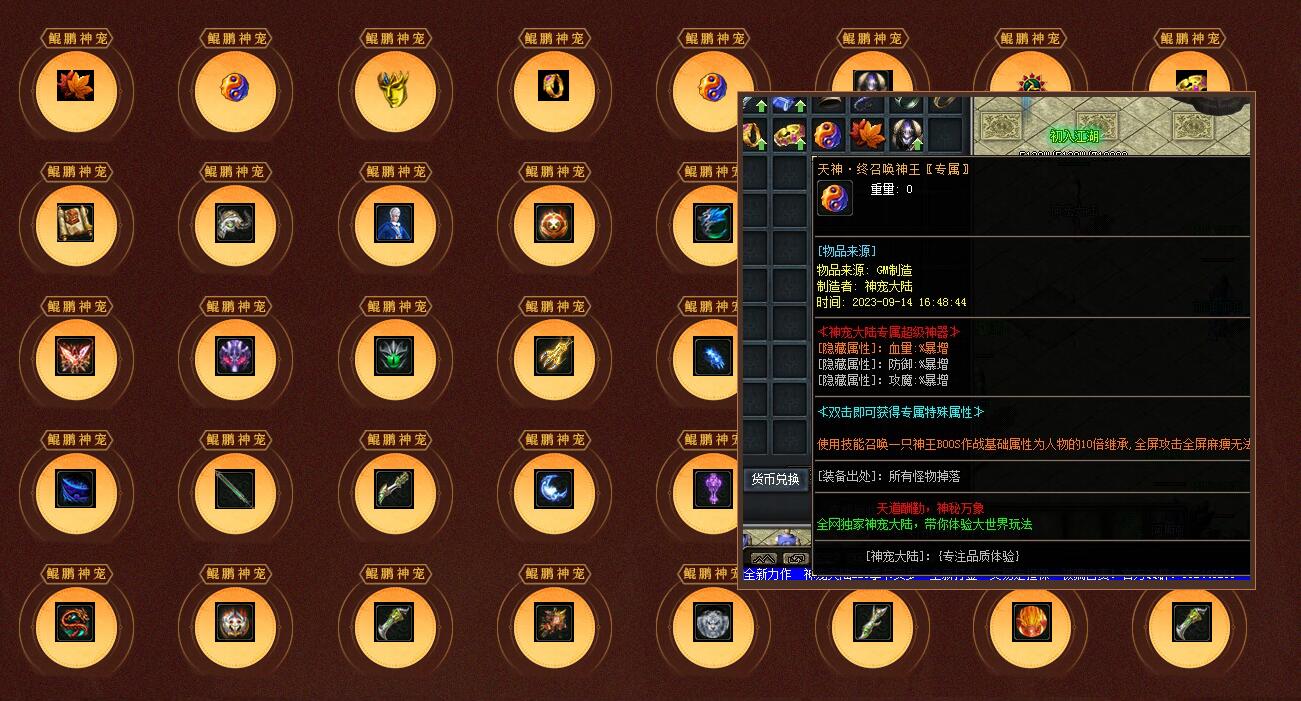 鲲鹏神宠 鲲鹏神宠 鲲鹏神宠 鲲鹏神宠 鲲鹏神宠 鲲鹏神宠 鲲鹏神宠 鲲鹏神宠
初入江湖
天神·终召唤神王〖专属〗
重量: 0
鲲鹏神宠 鲲鹏神宠 鲲鹏神宠 鲲鹏神宠 鲲鹏神
[物品来源]
物品来源: GM制造
制造者: 神宠大陆
时间: 2023-09-14 16:48:44
鲲鹏神宠 鲲鹏神宠 鲲鹏神宠 鲲鹏神宠 鲲鹏神
≮神宠大陆专属超级神器≯
[隐藏属性]: 血量:%暴增
[隐藏属性]: 防御:%暴增
[隐藏属性]: 攻魔:%暴增
≮双击即可获得专属特殊属性≯
鲲鹏神宠 鲲鹏神宠 鲲鹏神宠 鲲鹏神宠 鲲鹏神
使用技能召唤一只神王BOOS作战基础属性为人物的10倍继承,全屏攻击全屏麻痹无法
货币兑换
[装备出处]: 所有怪物掉落
天道酬勤, 神秘万象
全网独家神宠大陆, 带你体验大世界玩法
[神宠大陆]: {专注品质体验}
全新力作
鲲鹏神宠 鲲鹏神宠 鲲鹏神宠 鲲鹏神宠 鲲鹏神